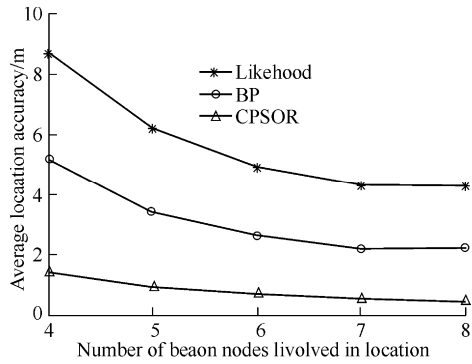 10
8
6
4
2
0
Average locaation accuracy/m
Likehood
BP
CPSOR
4 5 6 7 8
Number of beaon nodes livolved in location